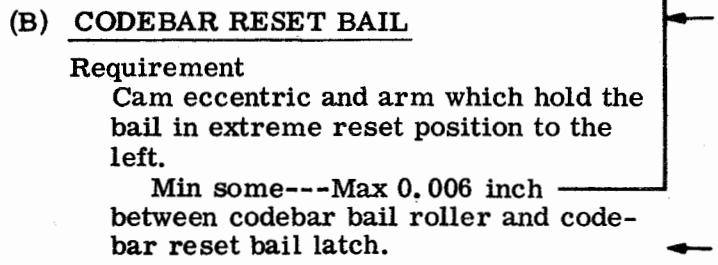 (B) CODEBAR RESET BAIL
Requirement
Cam eccentric and arm which hold the
bail in extreme reset position to the
left.
Min some---Max 0.006 inch
between codebar bail roller and code-
bar reset bail latch.